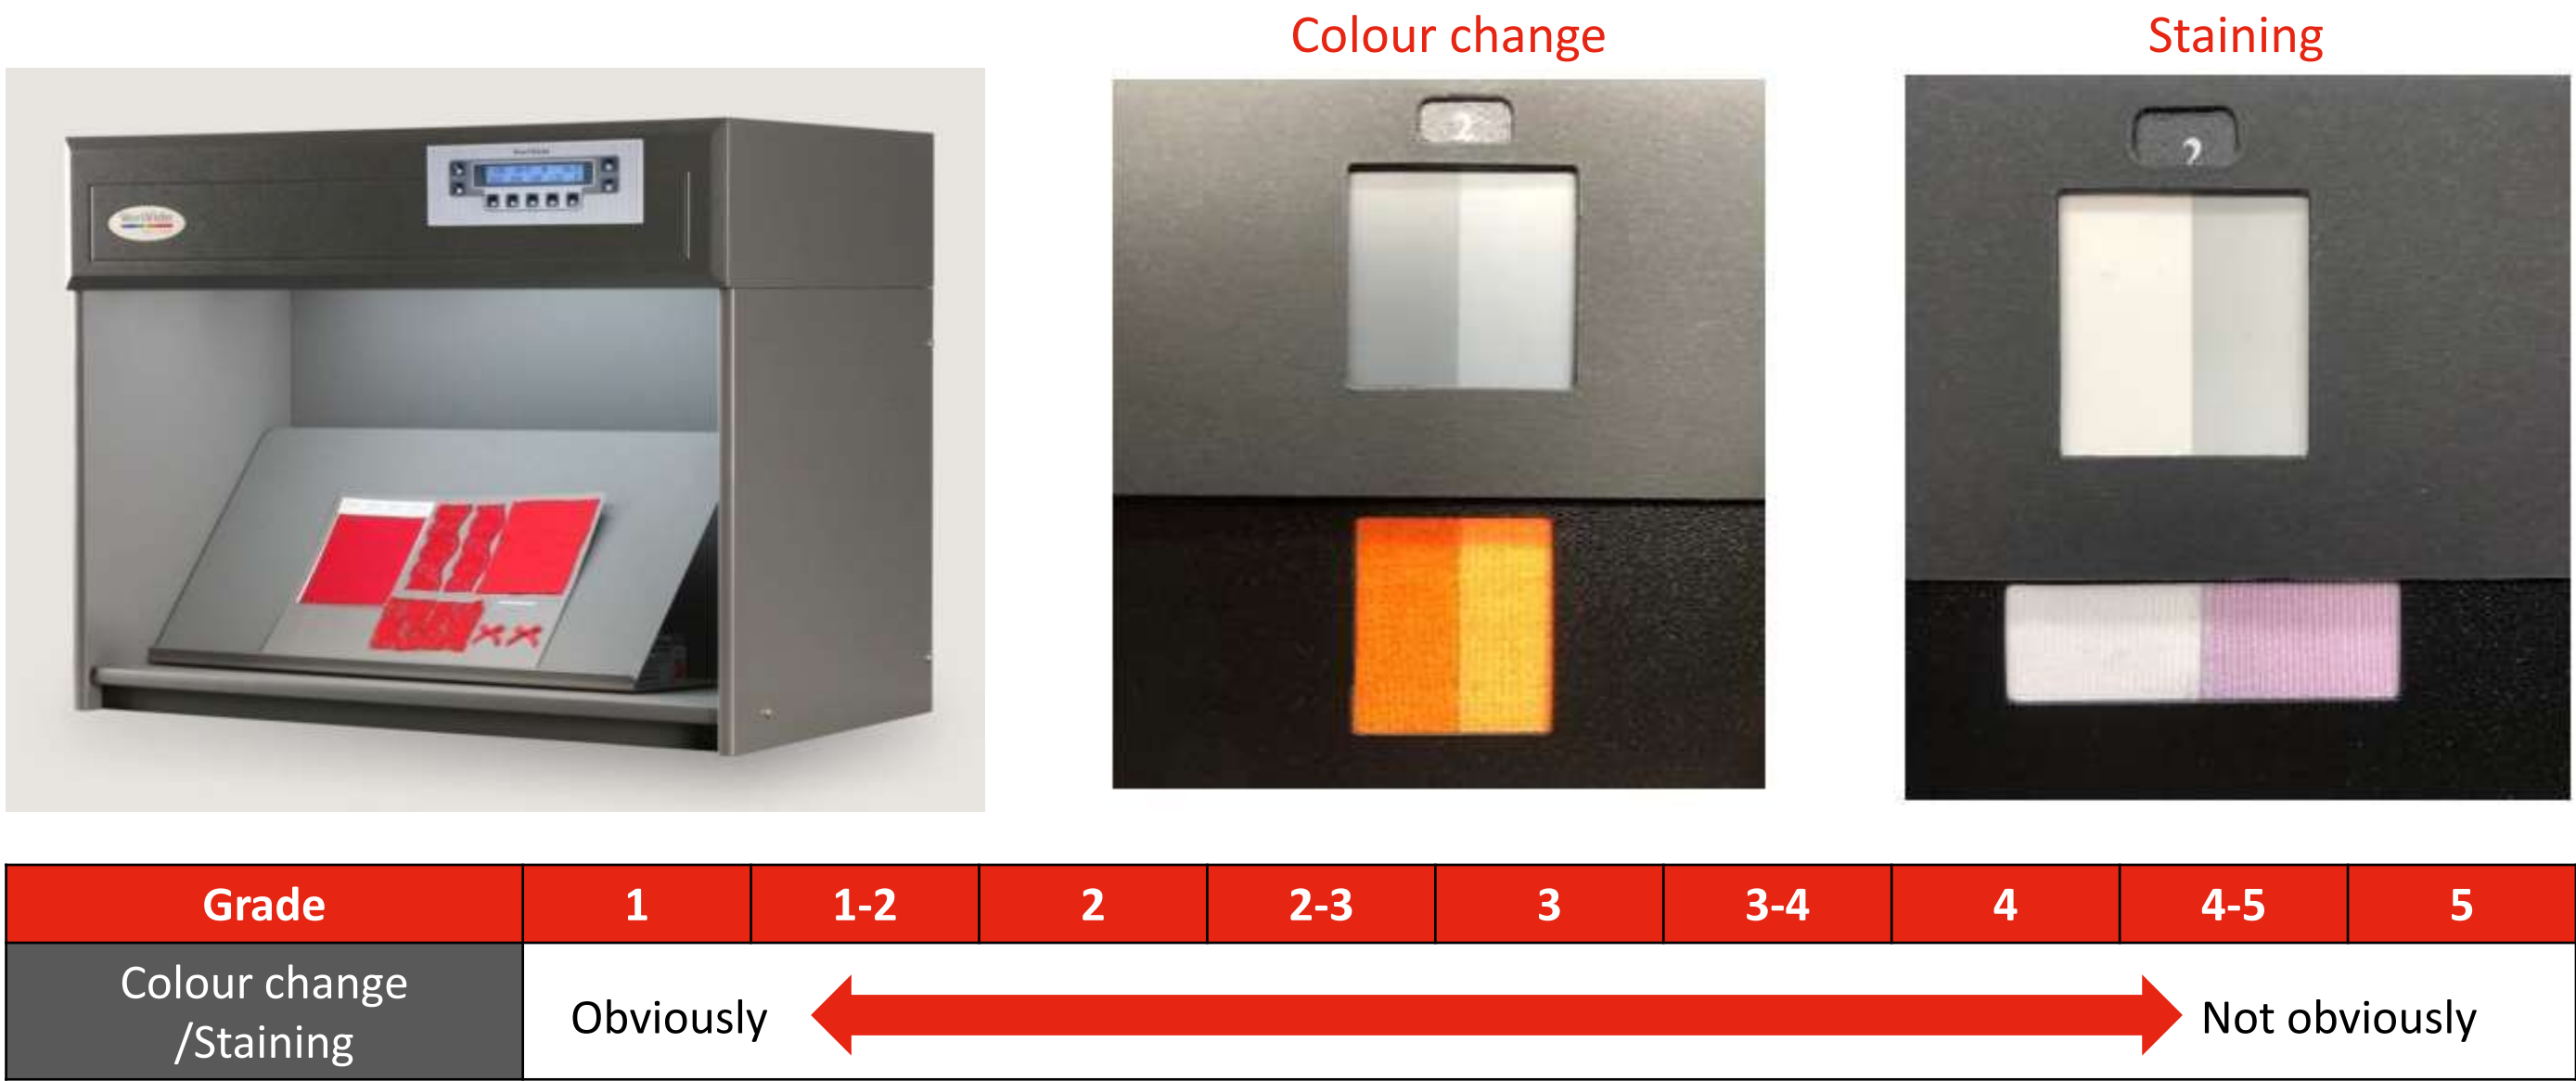 Colour change
Staining
2
2
Grade 1 1-2 2 2-3 3 3-4 4 4-5 5
Colour change
/Staining
Obviously
Not obviously